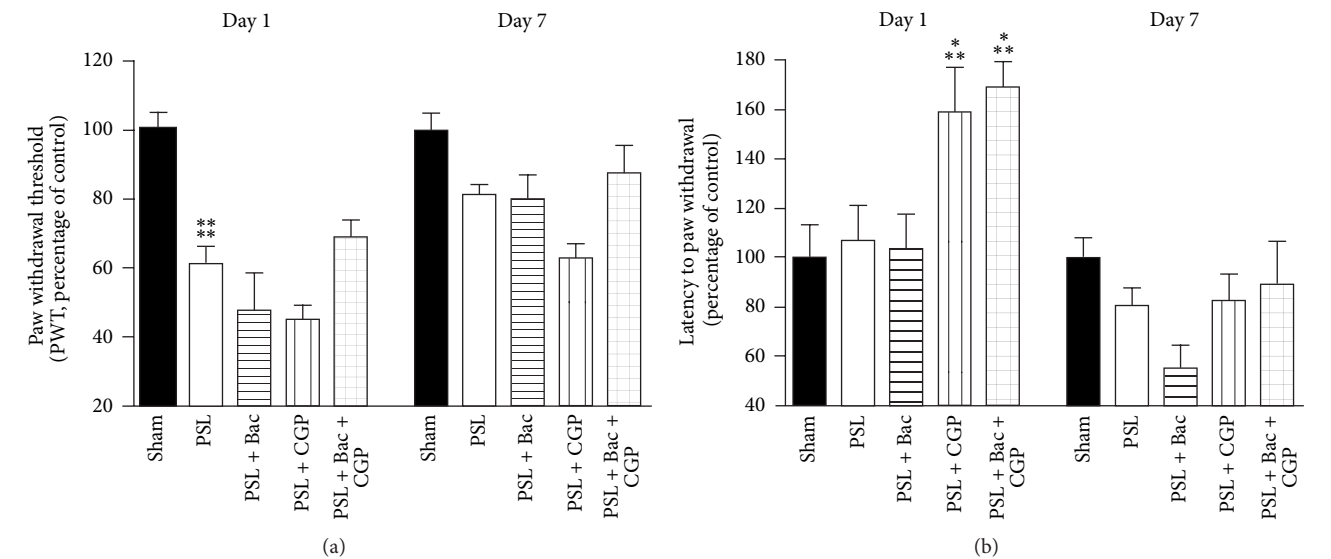 Day 1
Day 7
Paw withdrawal threshold
(PWT, percentage of control)
120
100
80
60
40
20
**
**
Sham
PSL
PSL + Bac
PSL + CGP
PSL + Bac +
CGP
Sham
PSL
PSL + Bac
PSL + CGP
PSL + Bac +
CGP
(a)
Day 1
Day 7
Latency to paw withdrawal
(percentage of control)
180
160
140
120
100
80
60
40
*
**
*
**
Sham
PSL
PSL + Bac
PSL + CGP
PSL + Bac +
CGP
Sham
PSL
PSL + Bac
PSL + CGP
PSL + Bac +
CGP
(b)